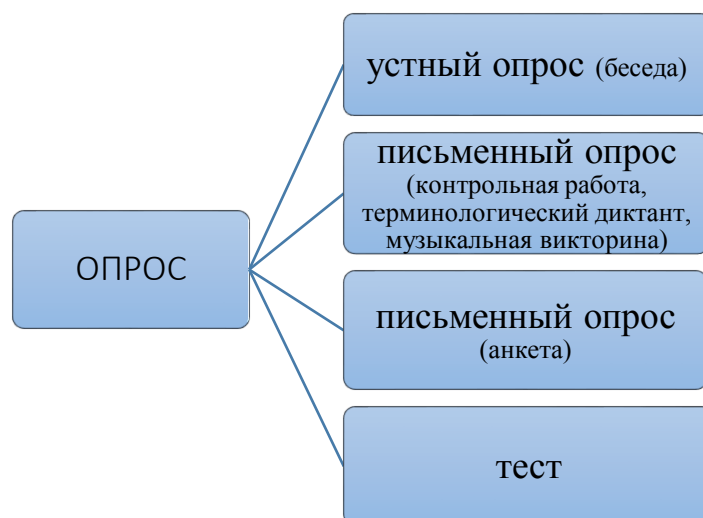 устный опрос (беседа)
письменный опрос
(контрольная работа,
терминологический диктант,
музыкальная викторина)
ОПРОС
письменный опрос
(анкета)
тест